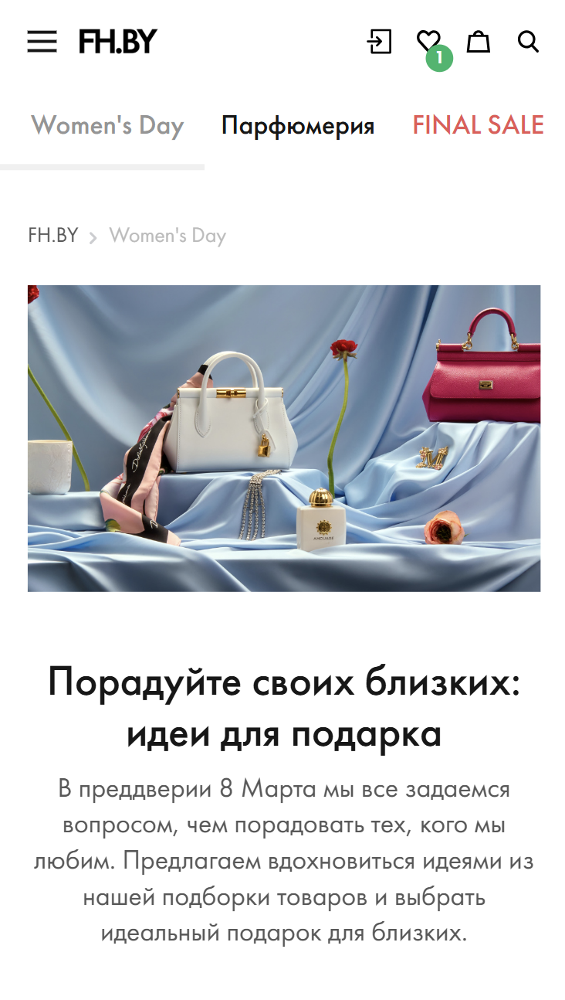 FH.BY
1
Women's Day
Парфюмерия
FINAL SALE
FH.BY > Women's Day
AMOUAGE
Порадуйте своих близких:
идеи для подарка
В преддверии 8 Марта мы все задаемся
вопросом, чем порадовать тех, кого мы
любим. Предлагаем вдохновиться идеями из
нашей подборки товаров и выбрать
идеальный подарок для близких.